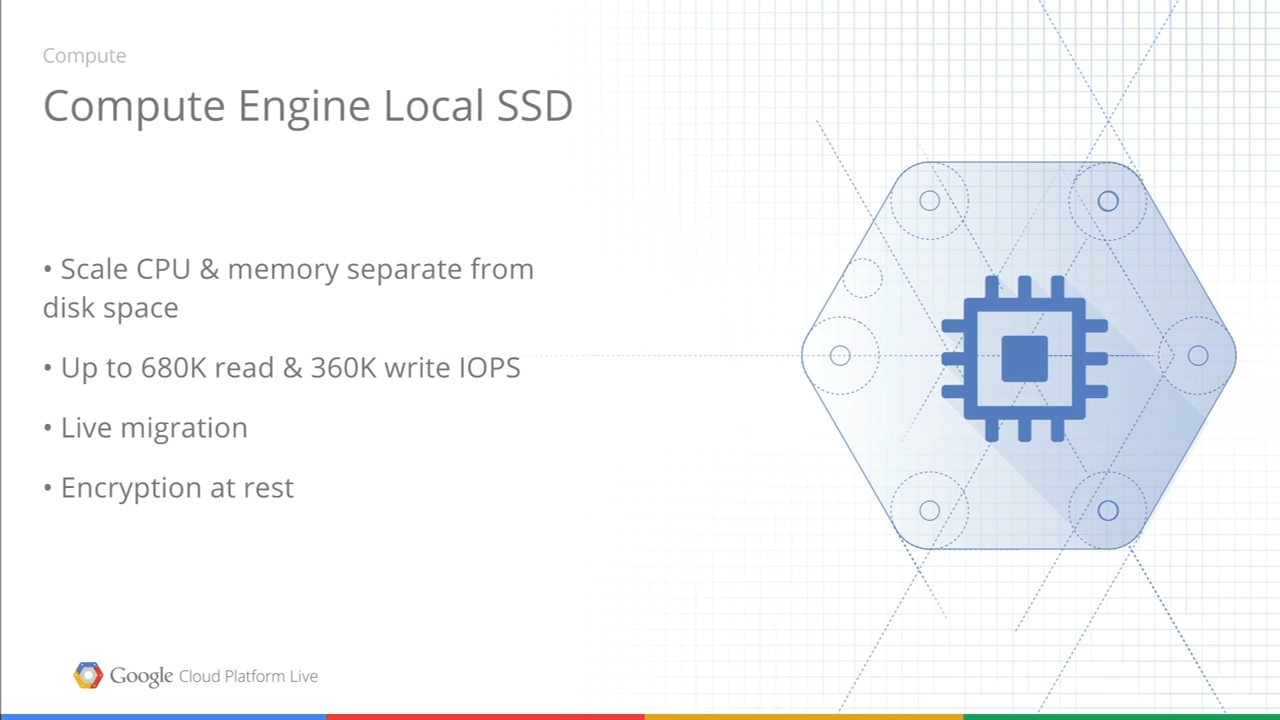 Compute
Compute Engine Local SSD
• Scale CPU & memory separate from
disk space
• Up to 680K read & 360K write IOPS
• Live migration
• Encryption at rest
Google Cloud Platform Live